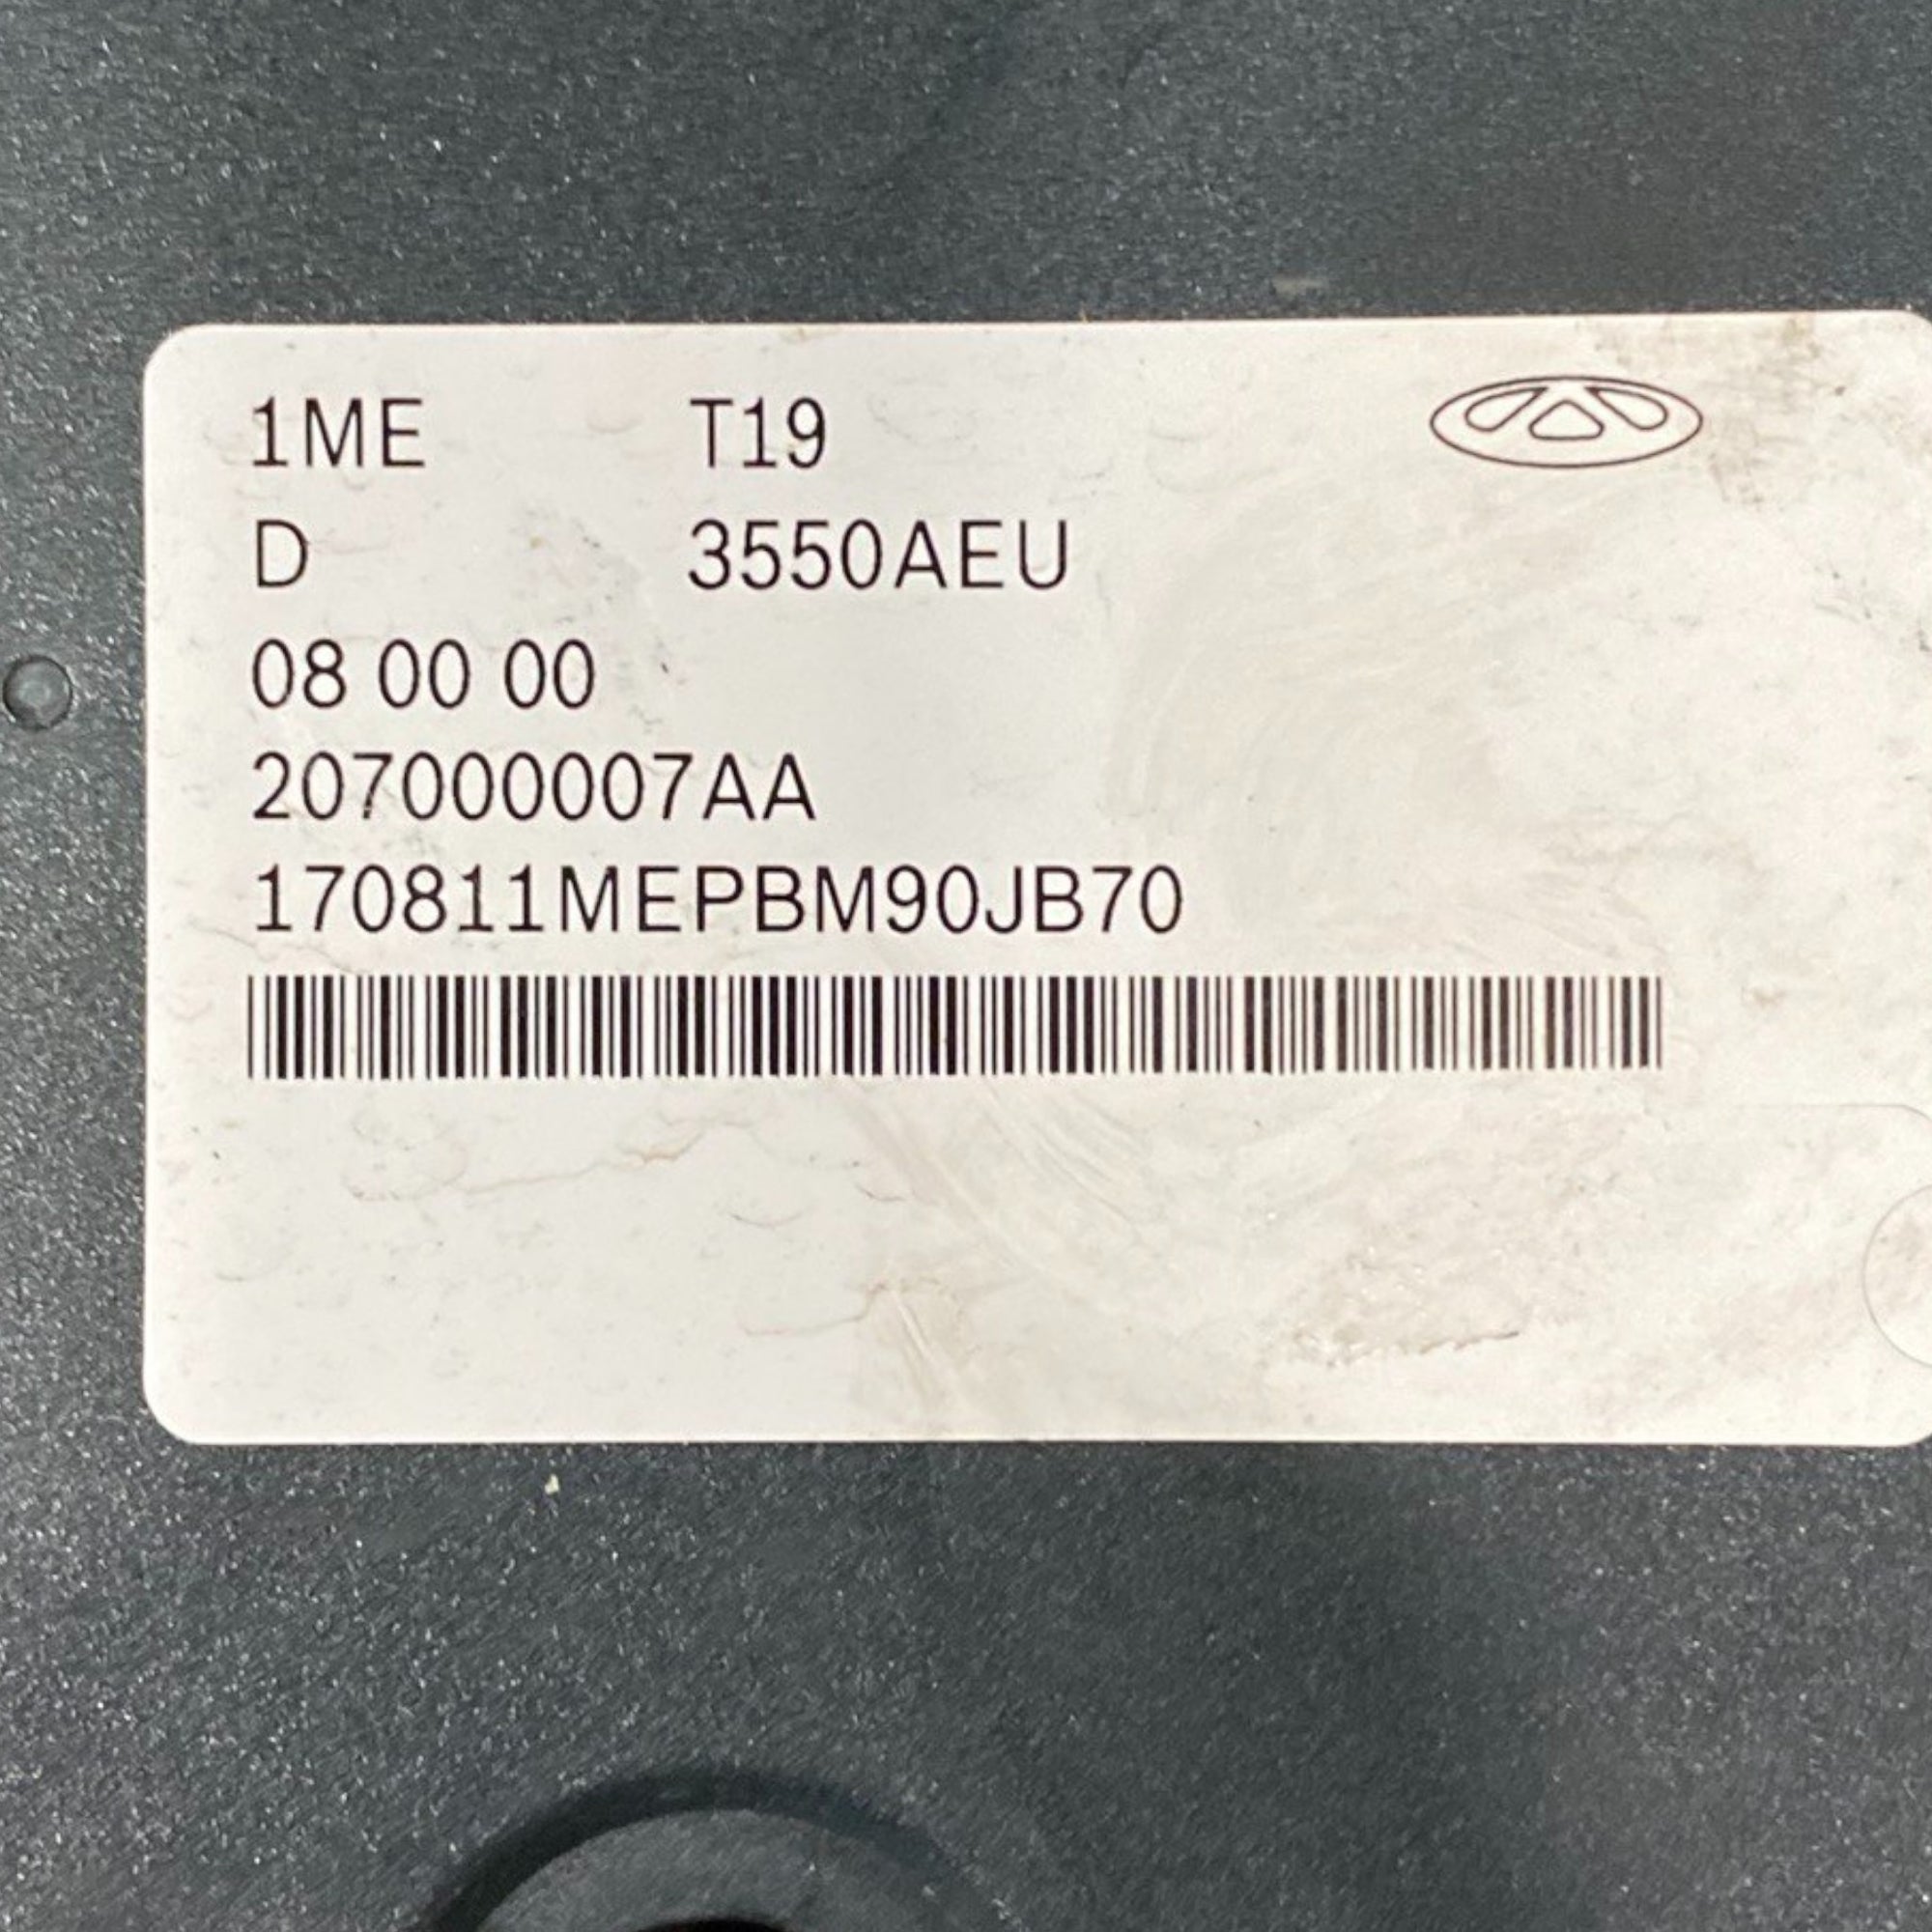 1ME T19
D 3550AEU
08 00 00
207000007AA
170811MEPBM90JB70